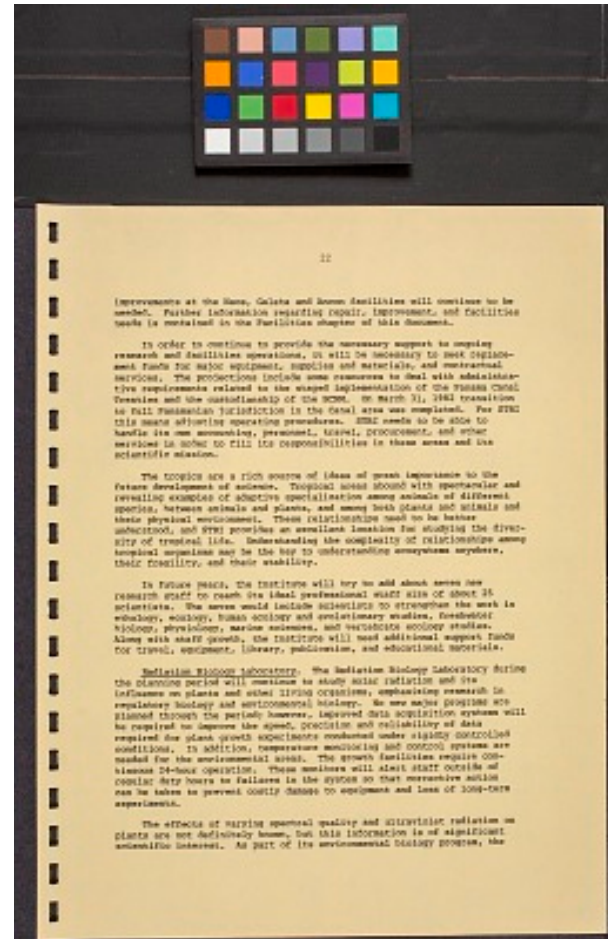 22
improvements at the Naos, Galeta and Ancon facilities will continue to be
needed. Further information regarding repair, improvement, and facilities
needs is contained in the Facilities chapter of this document.
In order to continue to provide the necessary support to ongoing
research and facilities operations, it will be necessary to seek replace-
ment funds for major equipment, supplies and materials, and contractual
services. The projections include some resources to deal with administra-
tive requirements related to the staged implementation of the Panama Canal
Treaties and the custodianship of the BCNM. On March 31, 1982 transition
to full Panamanian jurisdiction in the Canal area was completed. For STRI
this means adjusting operating procedures. STRI needs to be able to
handle its own accounting, personnel, travel, procurement, and other
services in order to fill its responsibilities in these areas and its
scientific mission.
The tropics are a rich source of ideas of great importance to the
future development of science. Tropical areas abound with spectacular and
revealing examples of adaptive specialization among animals of different
species, between animals and plants, and among both plants and animals and
their physical environment. These relationships need to be better
understood, and STRI provides an excellent location for studying the diver-
sity of tropical life. Understanding the complexity of relationships among
tropical organisms may be the key to understanding ecosystems anywhere,
their fragility, and their stability.
In future years, the Institute will try to add about seven new
research staff to reach its ideal professional staff size of about 25
scientists. The seven would include scientists to strengthen the work in
ethology, ecology, human ecology and evolutionary studies, freshwater
biology, physiology, marine sciences, and vertebrate ecology studies.
Along with staff growth, the Institute will need additional support funds
for travel, equipment, library, publication, and educational materials.
Radiation Biology Laboratory. The Radiation Biology Laboratory during
the planning period will continue to study solar radiation and its
influence on plants and other living organisms, emphasizing research in
regulatory biology and environmental biology. No new major programs are
planned through the period; however, improved data acquisition systems will
be required to improve the speed, precision and reliability of data
required for plant growth experiments conducted under rigidly controlled
conditions. In addition, temperature monitoring and control systems are
needed for the environmental areas. The growth facilities require con-
tinuous 24-hour operation. These monitors will alert staff outside of
regular duty hours to failures in the system so that corrective action
can be taken to prevent costly damage to equipment and loss of long-term
experiments.
The effects of varying spectral quality and ultraviolet radiation on
plants are not definitely known, but this information is of significant
scientific interest. As part of its environmental biology program, the